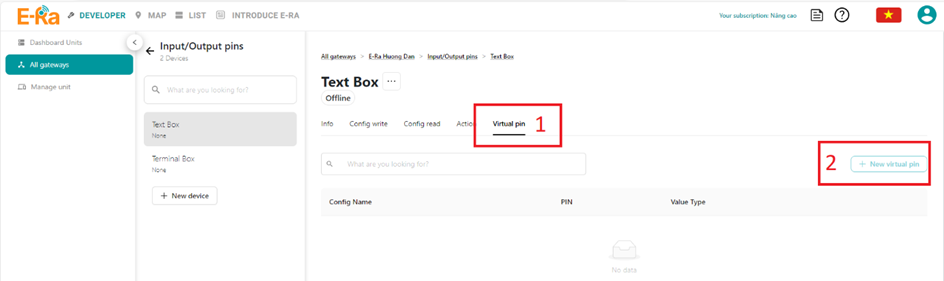 E-Ra DEVELOPER MAP LIST INTRODUCE E-RA Your subscription: Nâng cao
Dashboard Units
All gateways
Manage unit
Input/Output pins
2 Devices
What are you looking for?
Text Box
None
Terminal Box
None
+ New device
All gateways > E-Ra Huong Dan > Input/Output pins > Text Box
Text Box ...
Offline
Info Config write Config read Action Virtual pin 1
What are you looking for?
2 + New virtual pin
Config Name PIN Value Type
No data